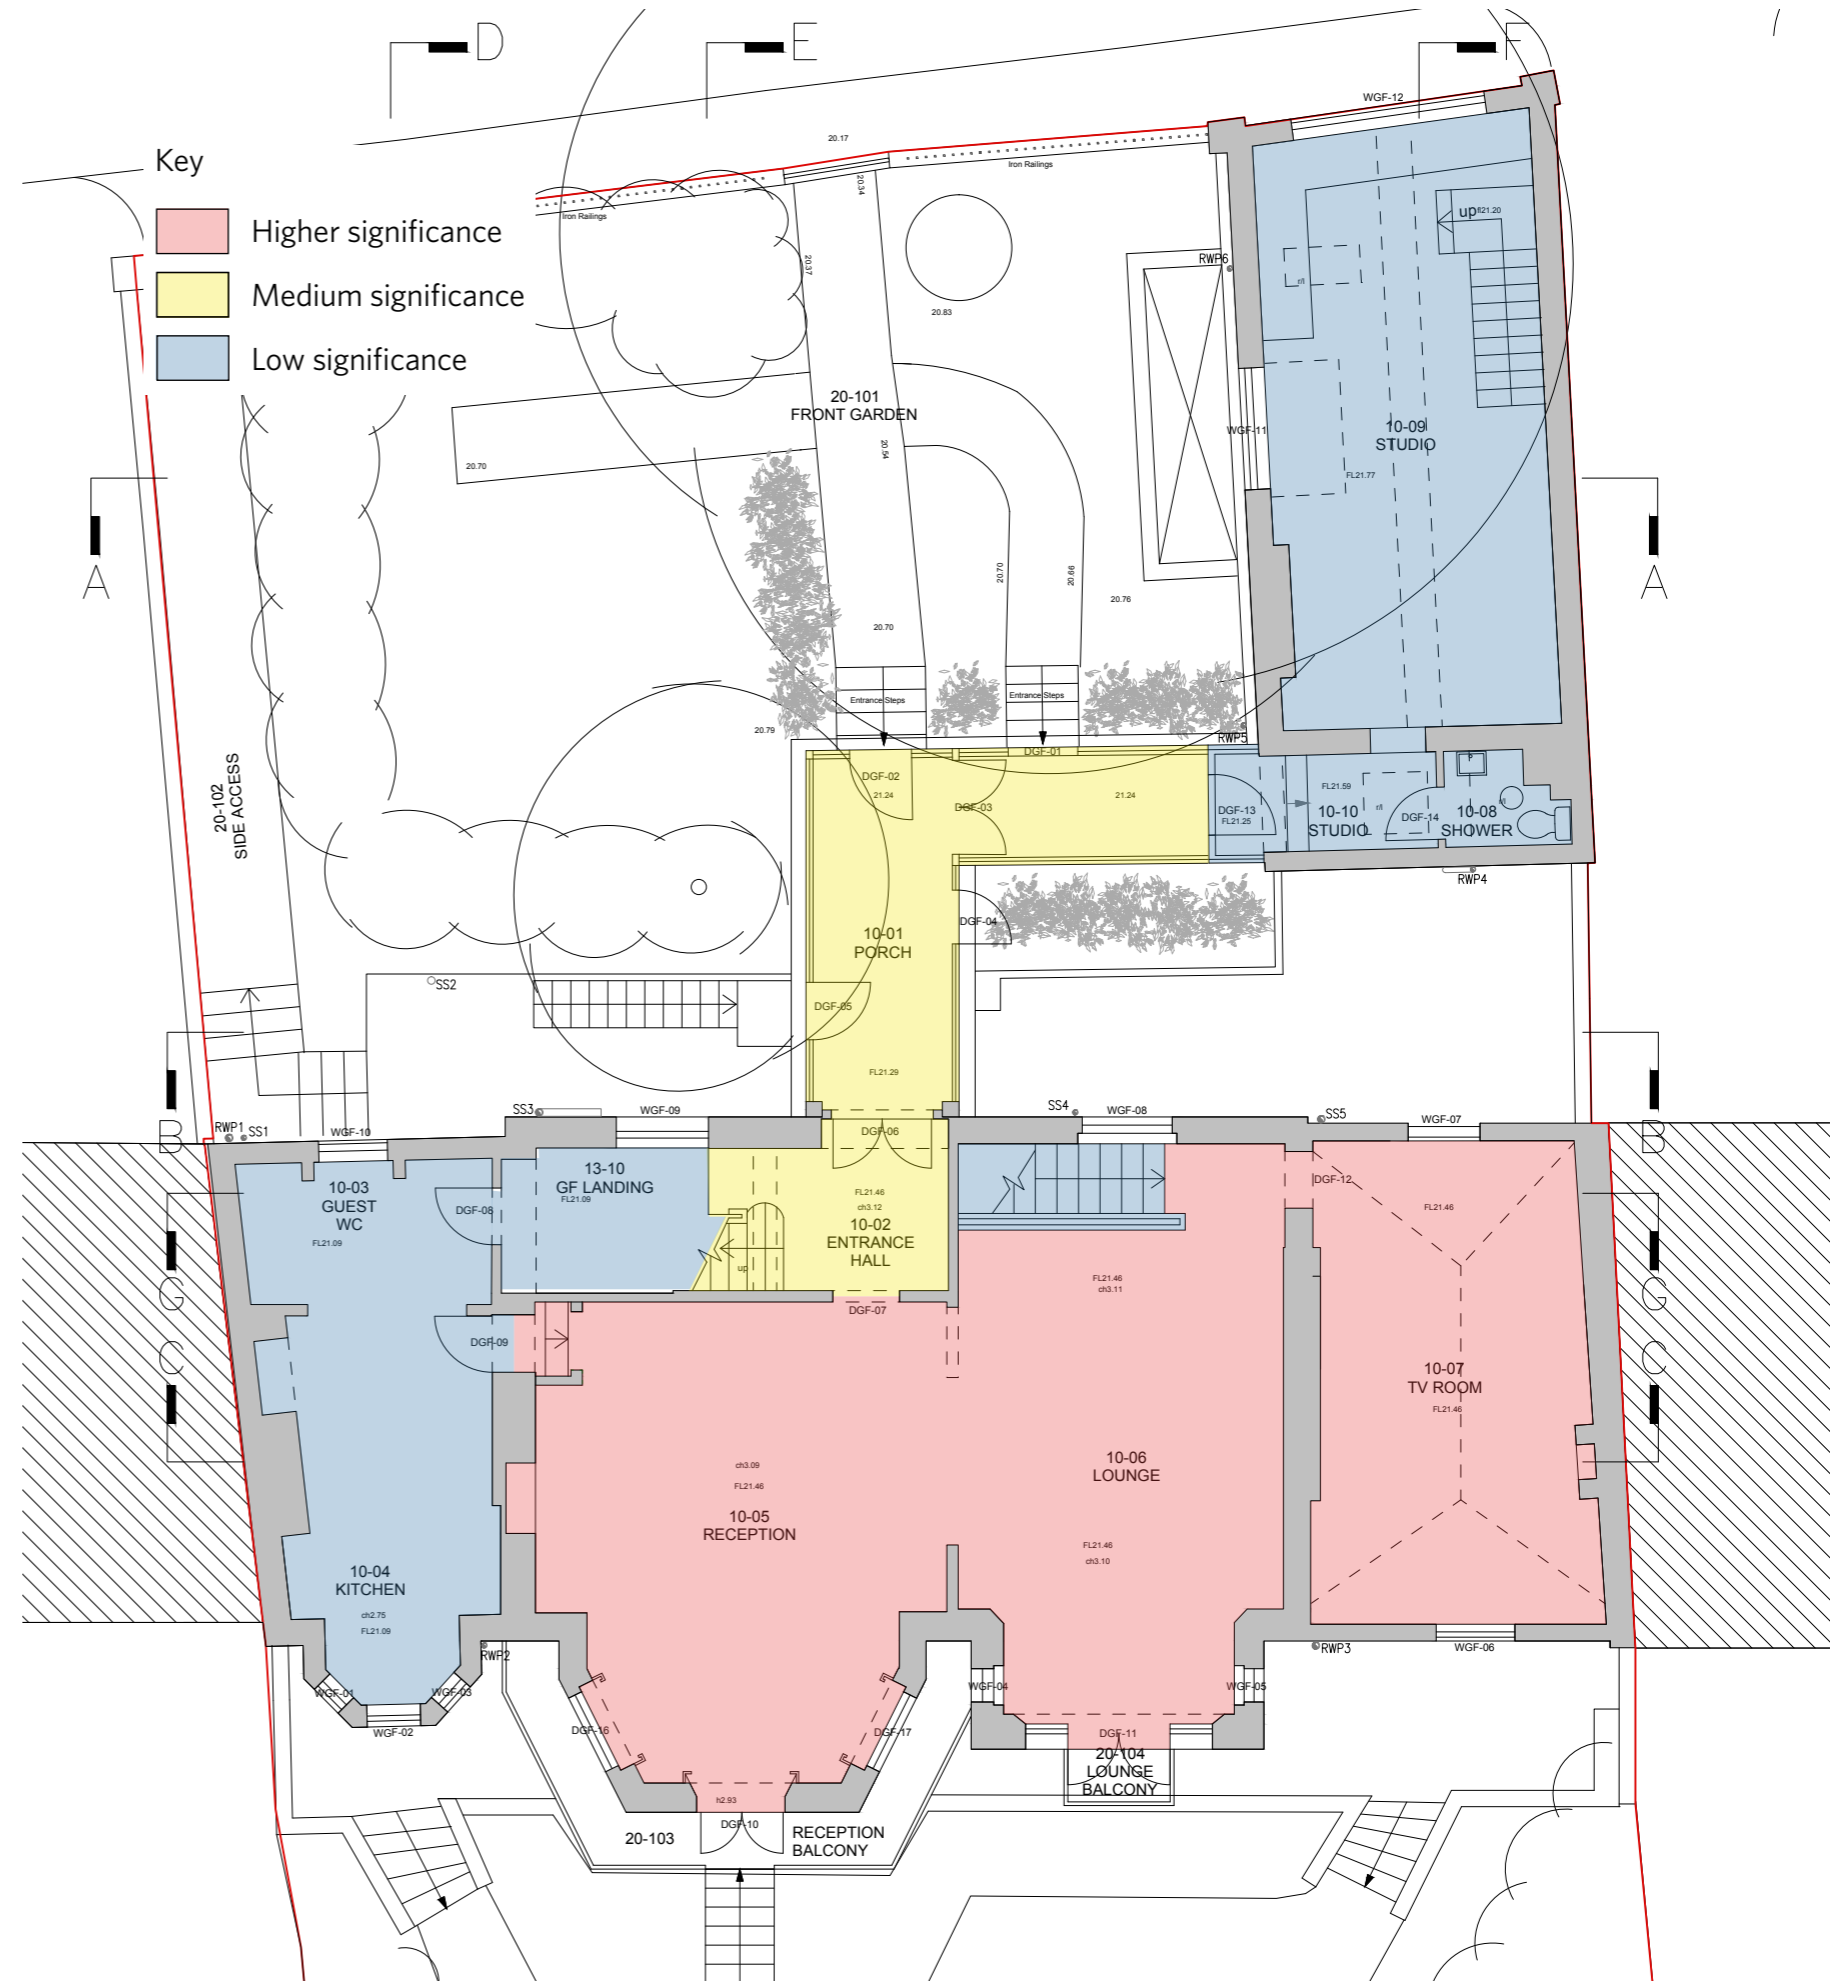 D
E
F
WGF-12
20.17
Iron Railings
Key
Higher significance
Medium significance
Low significance
20.34
Iron Railings
up
fl21.20
20.37
RWP6
r/l
20.83
20-101
FRONT GARDEN
WGF-11
10-09
STUDIO
20.54
20.70
FL21.77
A
A
20.70
20.66
20.76
20.70
Entrance Steps
Entrance Steps
20.79
RWP5
DGF-01
DGF-02
21.24
DGF-03
21.24
DGF-13
FL21.25
FL21.59
10-10
STUDIO
r/l
DGF-14
10-08
SHOWER
r/l
20-102
SIDE ACCESS
RWP4
10-01
PORCH
DGF-04
SS2
DGF-05
FL21.29
B
B
RWP1
SS1
WGF-10
SS3
WGF-09
DGF-06
SS4
WGF-08
SS5
WGF-07
10-03
GUEST
WC
FL21.09
DGF-08
13-10
GF LANDING
FL21.09
FL21.46
ch3.12
10-02
ENTRANCE
HALL
up
DGF-12
FL21.46
G
G
FL21.46
ch3.11
DGF-07
DGF-09
C
C
10-07
TV ROOM
FL21.46
ch3.09
FL21.46
10-05
RECEPTION
10-06
LOUNGE
FL21.46
ch3.10
10-04
KITCHEN
ch2.75
FL21.09
RWP2
RWP3
WGF-06
WGF-01
WGF-03
WGF-02
WGF-04
WGF-05
DGF-16
DGF-17
DGF-11
20-104
LOUNGE
BALCONY
h2.93
DGF-10
20-103
RECEPTION
BALCONY